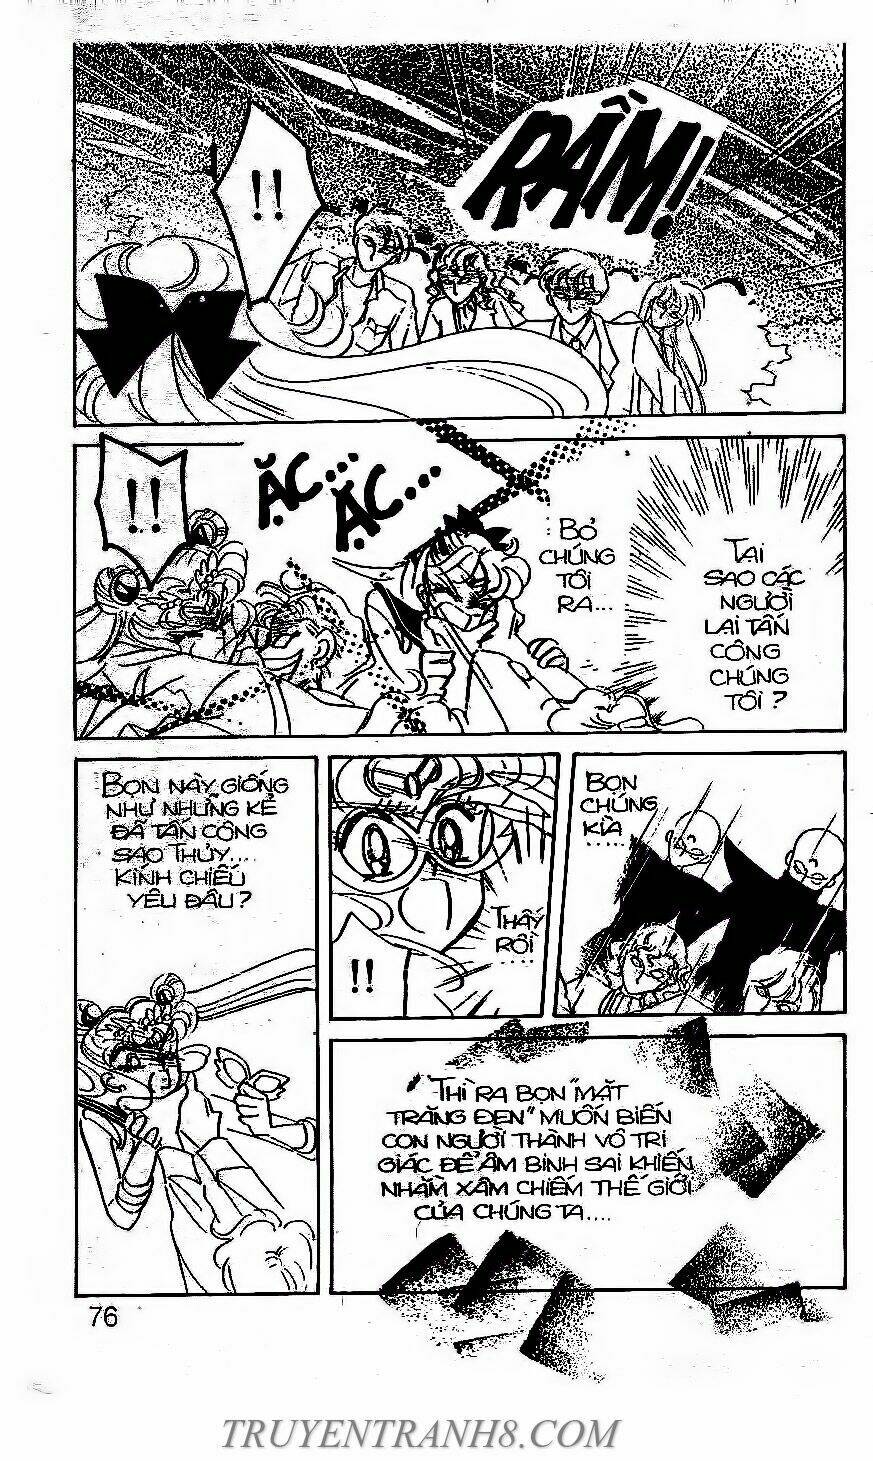 RẦM!
!!
TẠI
SAO CÁC
NGƯỜI
LẠI TẤN
CÔNG
CHÚNG
TÔI?
BỎ
CHÚNG
TÔI
RA...
ẶC...
ẶC...
!!
BỌN
CHÚNG
KÌA
.....
THẤY
RỒI
....
!!
BỌN NÀY GIỐNG
NHƯ NHỮNG KẺ
ĐÃ TẤN CÔNG
SAO THỦY....
KÍNH CHIẾU
YÊU ĐÂU?
THÌ RA BỌN "MẶT
TRĂNG ĐEN" MUỐN BIẾN
CON NGƯỜI THÀNH VÔ TRI
GIÁC ĐỂ ÂM BINH SAI KHIẾN
NHẰM XÂM CHIẾM THẾ GIỚI
CỦA CHÚNG TA....
76
TRUYENTRANH8.COM